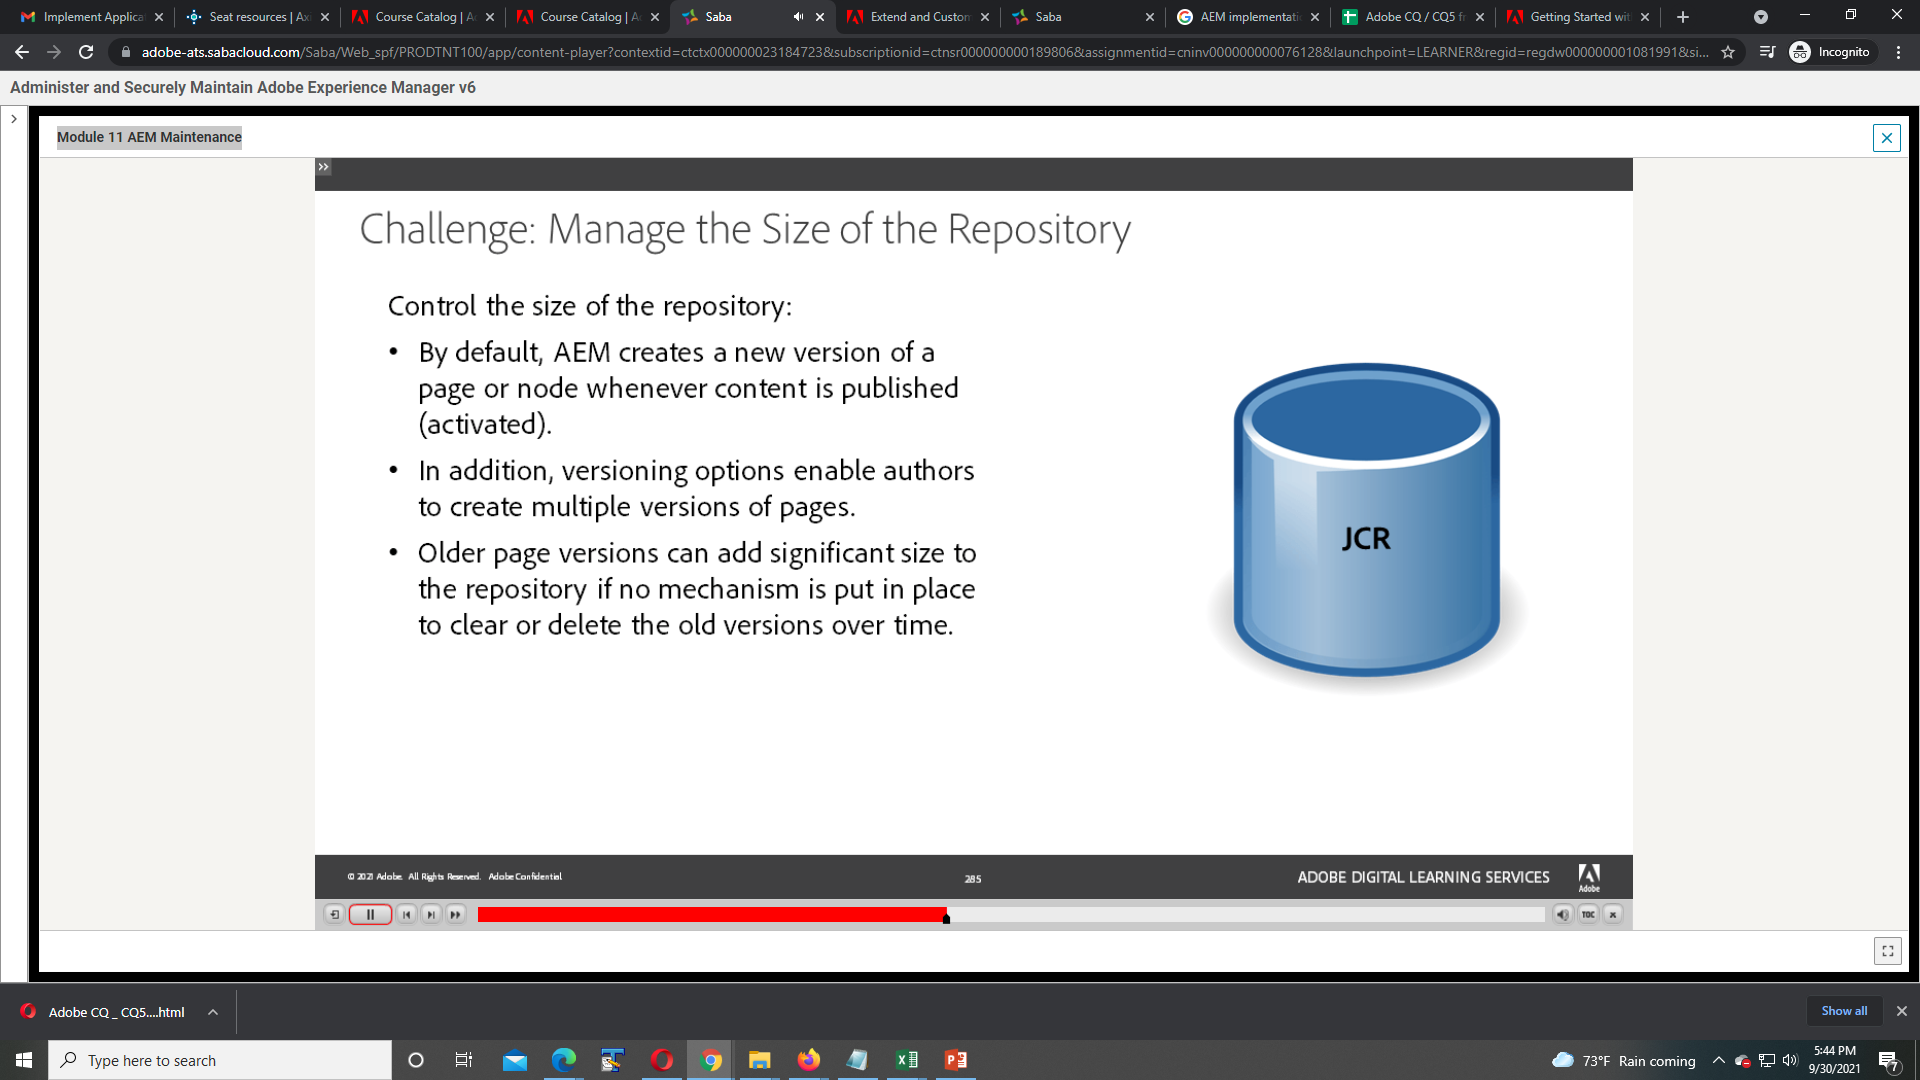 Implement Applica
Seat resources | Ax
Course Catalog | A
Course Catalog | A
Saba
Extend and Custom
Saba
AEM implementati
Adobe CQ / CQ5 fr
Getting Started wit
adobe-ats.sabacloud.com/Saba/Web_spf/PRODTNT100/app/content-player?contextid=ctctx000000023184723&subscriptionid=ctnsr000000000189806&assignmentid=cninv000000000076128&launchpoint=LEARNER&regid=regdw000000001081991&si...
Incognito
Administer and Securely Maintain Adobe Experience Manager v6
Module 11 AEM Maintenance
Challenge: Manage the Size of the Repository
Control the size of the repository:
• By default, AEM creates a new version of a
page or node whenever content is published
(activated).
• In addition, versioning options enable authors
to create multiple versions of pages.
• Older page versions can add significant size to
the repository if no mechanism is put in place
to clear or delete the old versions over time.
JCR
© 2021 Adobe. All Rights Reserved. Adobe Confidential
285
ADOBE DIGITAL LEARNING SERVICES
Adobe
TOC
Adobe CQ _ CQ5....html
Show all
Type here to search
73°F Rain coming
5:44 PM
9/30/2021
7